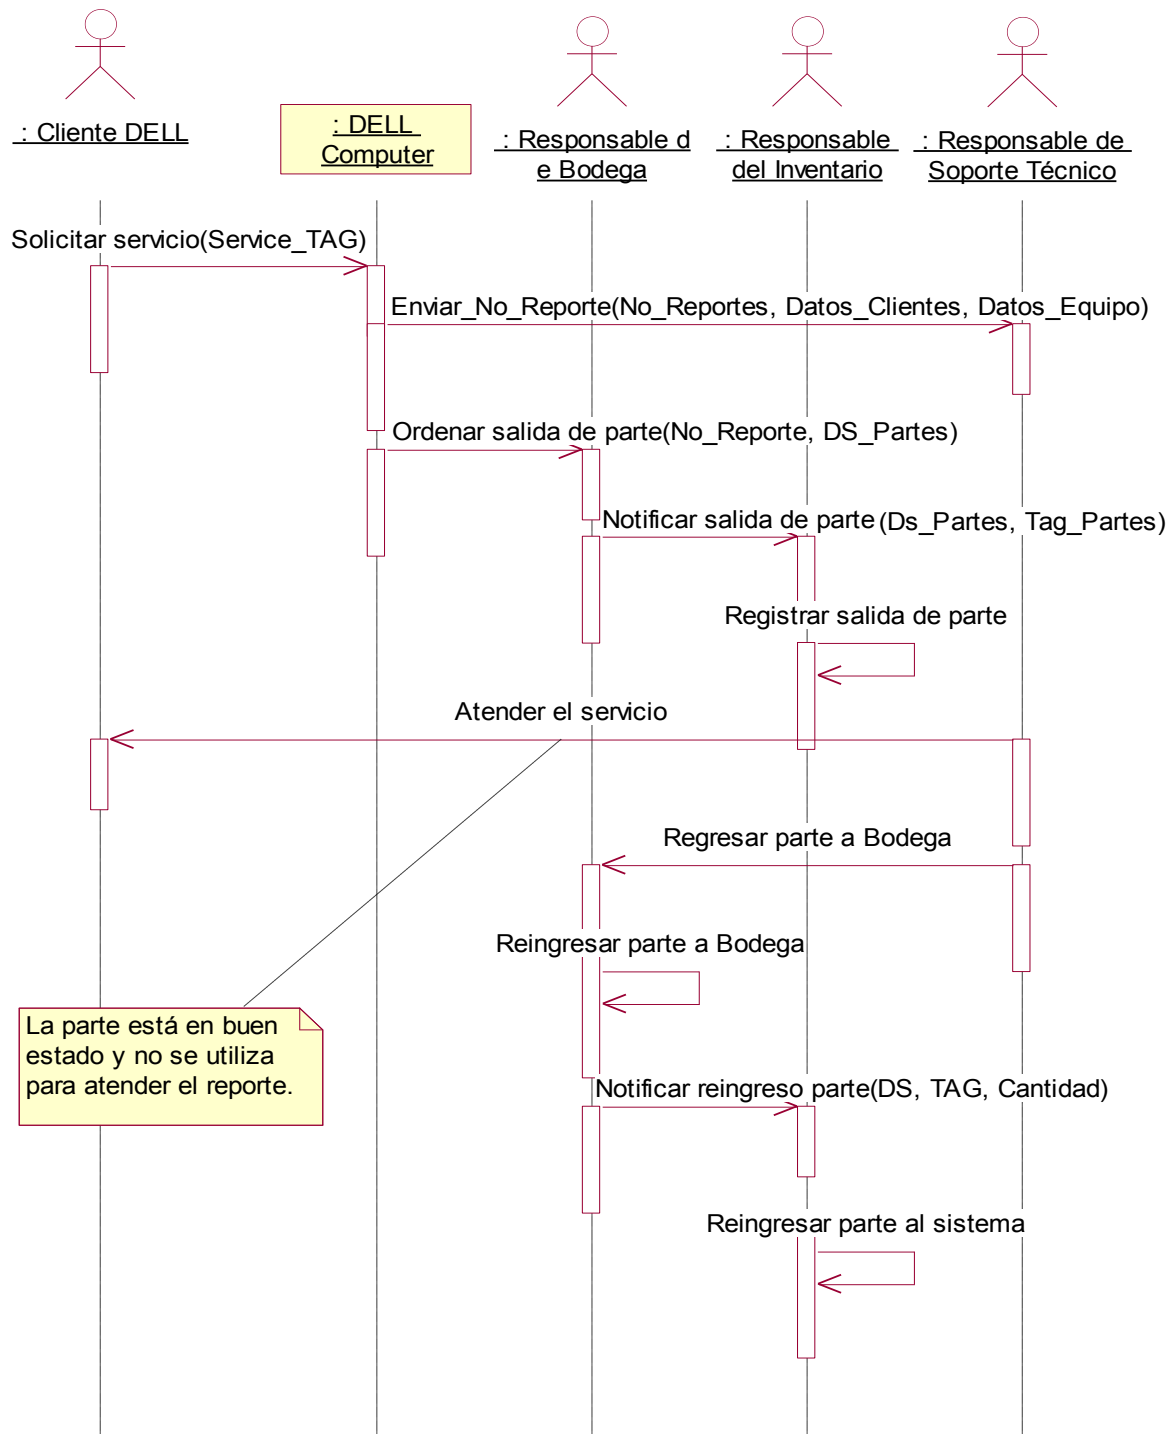 : Cliente DELL
: DELL
Computer
: Responsable d
e Bodega
: Responsable
del Inventario
: Responsable de
Soporte Técnico
Solicitar servicio(Service_TAG)
Enviar_No_Reporte(No_Reportes, Datos_Clientes, Datos_Equipo)
Ordenar salida de parte(No_Reporte, DS_Partes)
Notificar salida de parte (Ds_Partes, Tag_Partes)
Registrar salida de parte
Atender el servicio
Regresar parte a Bodega
Reingresar parte a Bodega
La parte está en buen
estado y no se utiliza
para atender el reporte.
Notificar reingreso parte(DS, TAG, Cantidad)
Reingresar parte al sistema